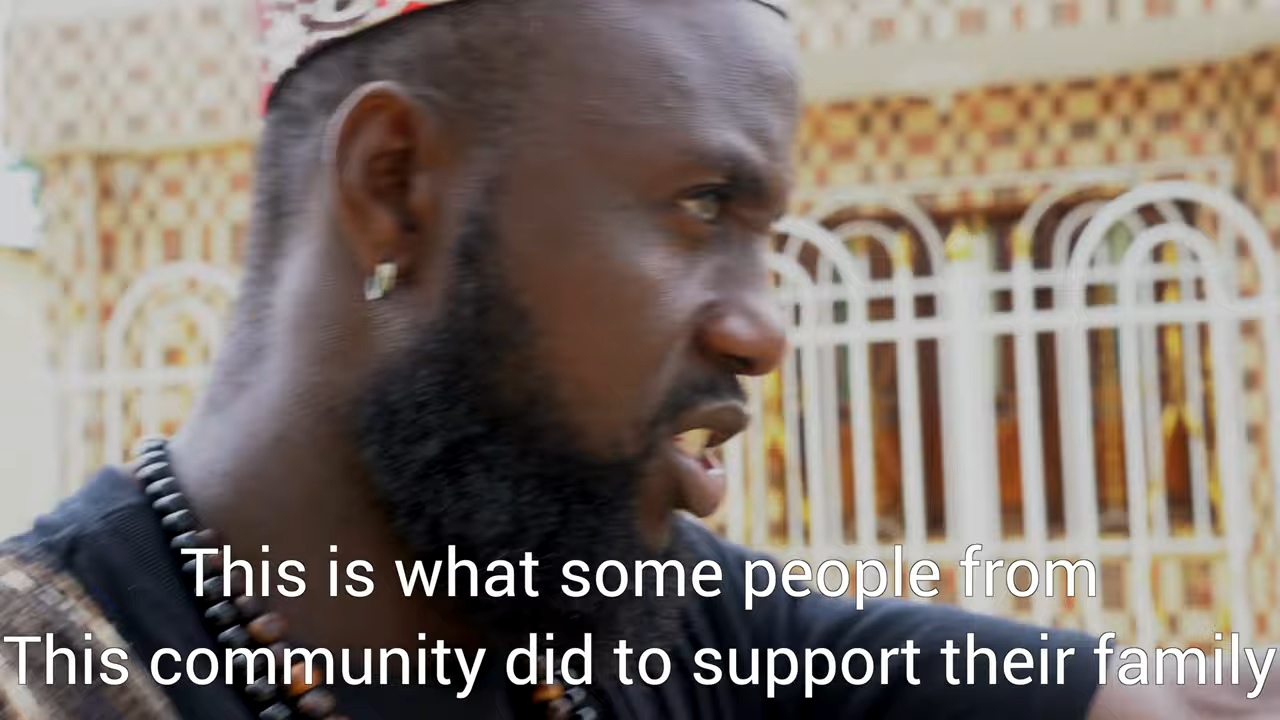 This is what some people from
This community did to support their family